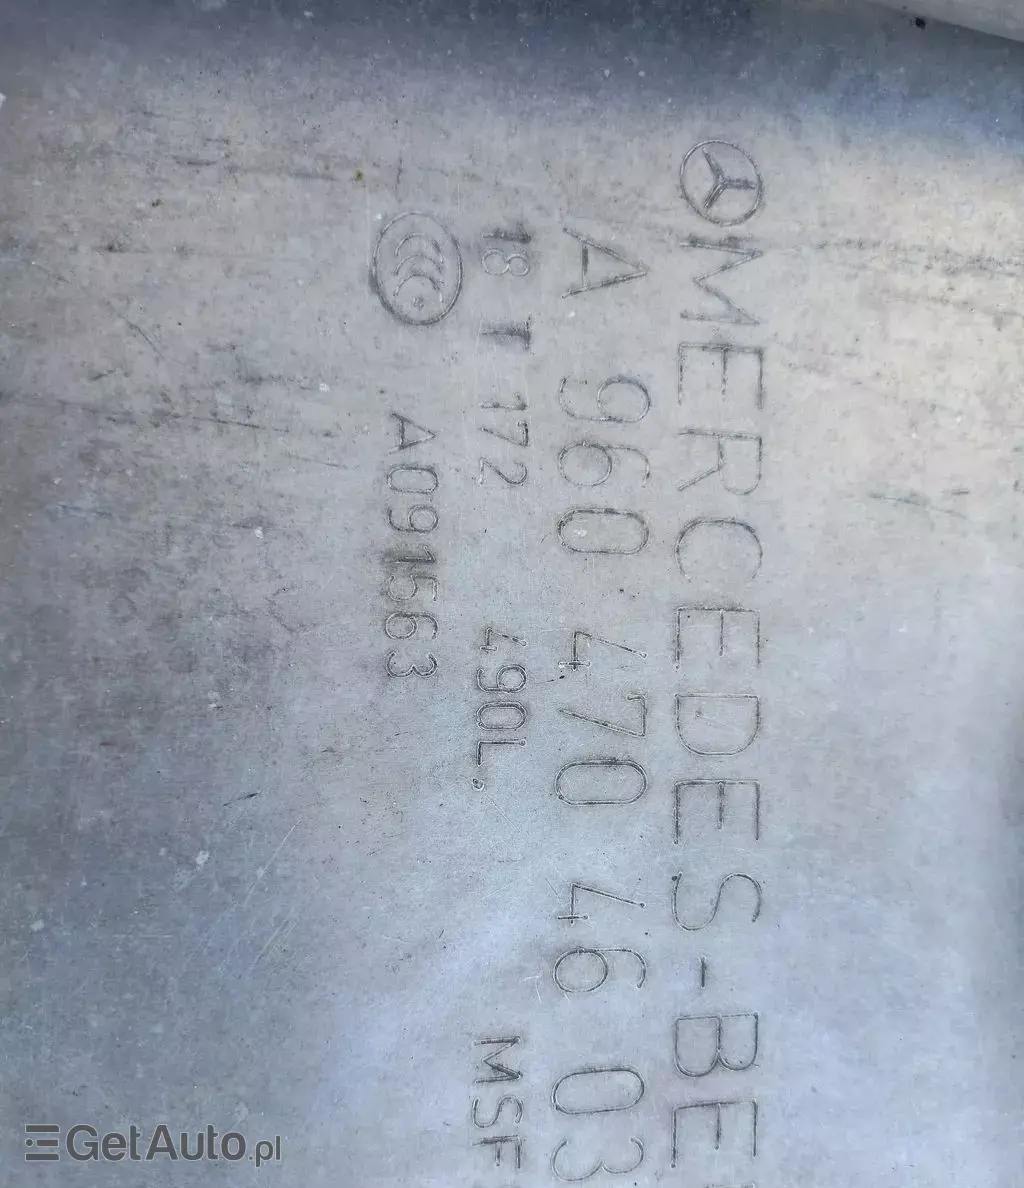 MERCEDES-BE
A 960 470 46 03
18 T 172 490L. MSF
A091563
GetAuto.pl